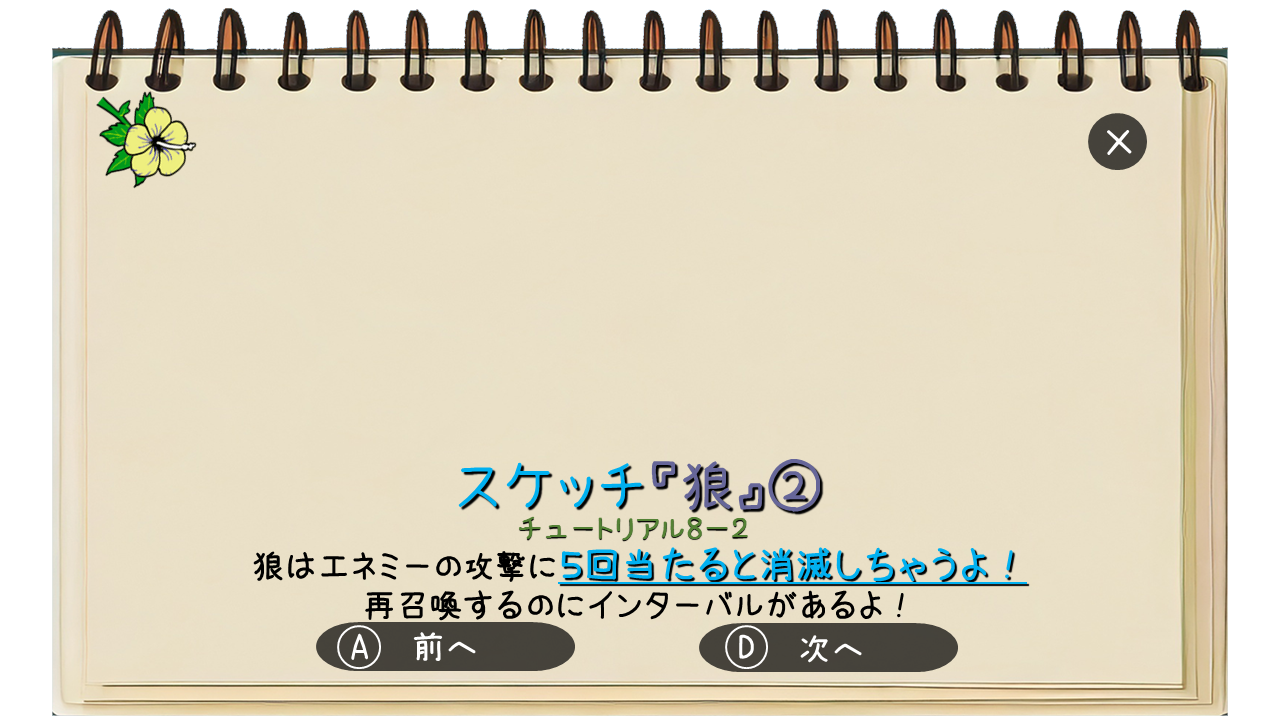 スケッチ『狼』②
チュートリアル8－2
狼はエネミーの攻撃に5回当たると消滅しちゃうよ！
再召喚するのにインターバルがあるよ！
Ⓐ 前へ
Ⓓ 次へ